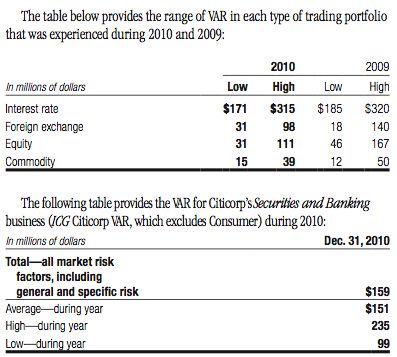 The table below provides the range of VAR in each type of trading portfolio
that was experienced during 2010 and 2009:
2010 2009
In millions of dollars Low High Low High
Interest rate $171 $315 $185 $320
Foreign exchange 31 98 18 140
Equity 31 111 46 167
Commodity 15 39 12 50
The following table provides the VAR for Citicorp's Securities and Banking
business (ICG Citicorp VAR, which excludes Consumer) during 2010:
In millions of dollars Dec. 31, 2010
Total—all market risk
factors, including
general and specific risk $159
Average—during year $151
High—during year 235
Low—during year 99